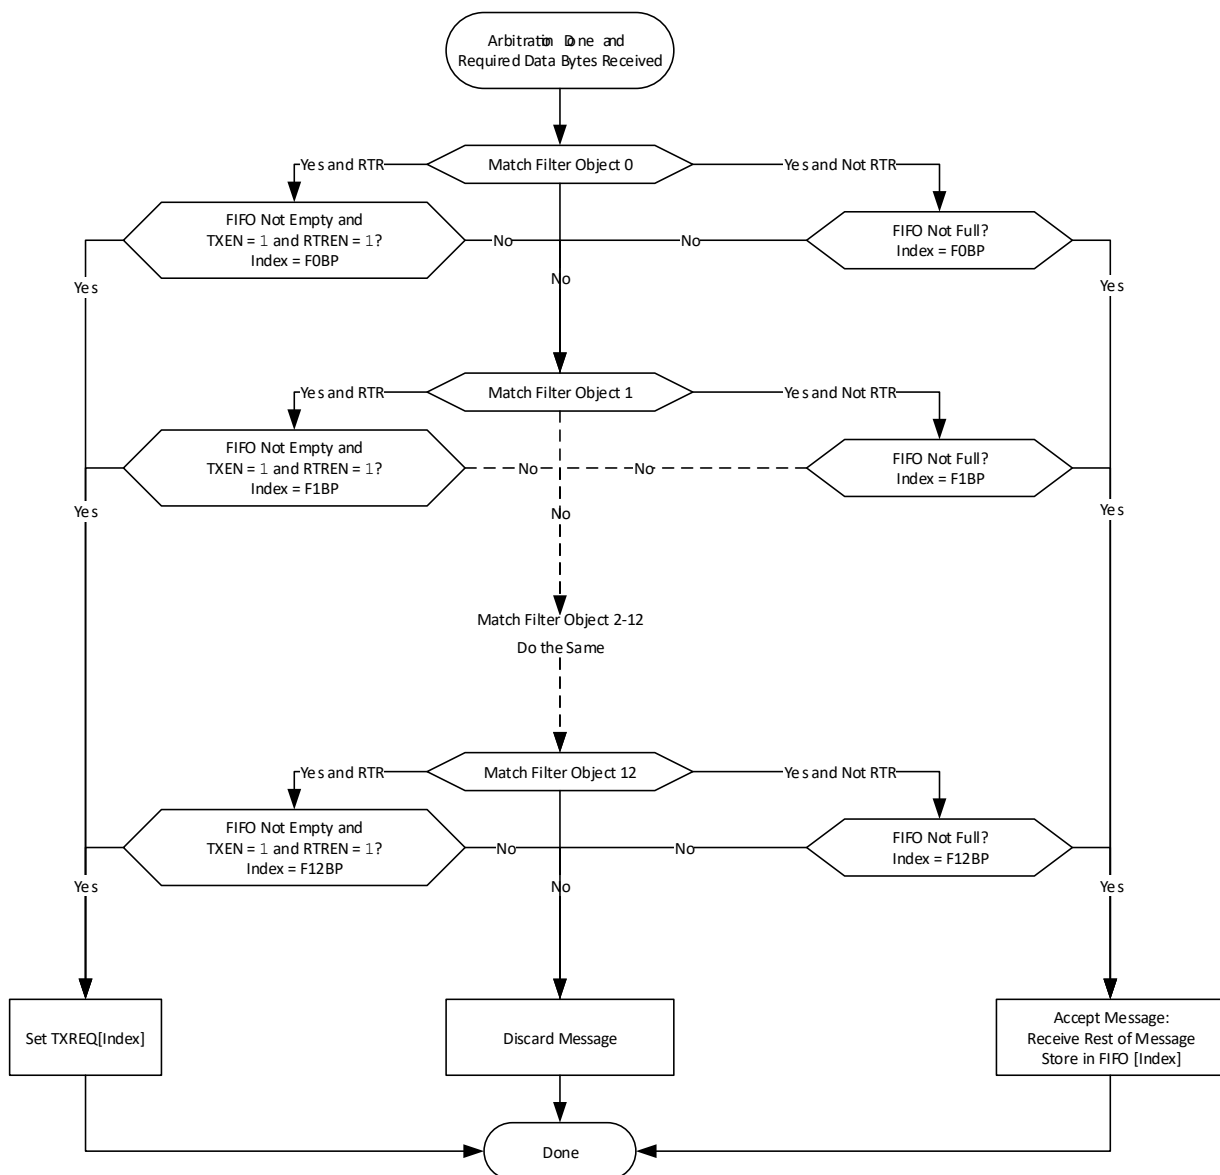 Arbitration Done and
Required Data Bytes Received
Match Filter Object 0
Yes and RTR
Yes and Not RTR
FIFO Not Empty and
TXEN = 1 and RTREN = 1?
Index = F0BP
No
No
FIFO Not Full?
Index = F0BP
Yes
No
Yes
Match Filter Object 1
Yes and RTR
Yes and Not RTR
FIFO Not Empty and
TXEN = 1 and RTREN = 1?
Index = F1BP
No
No
FIFO Not Full?
Index = F1BP
Yes
No
Yes
Match Filter Object 2-12
Do the Same
Match Filter Object 12
Yes and RTR
Yes and Not RTR
FIFO Not Empty and
TXEN = 1 and RTREN = 1?
Index = F12BP
No
No
FIFO Not Full?
Index = F12BP
Yes
No
Yes
Set TXREQ[Index]
Discard Message
Accept Message:
Receive Rest of Message
Store in FIFO [Index]
Done